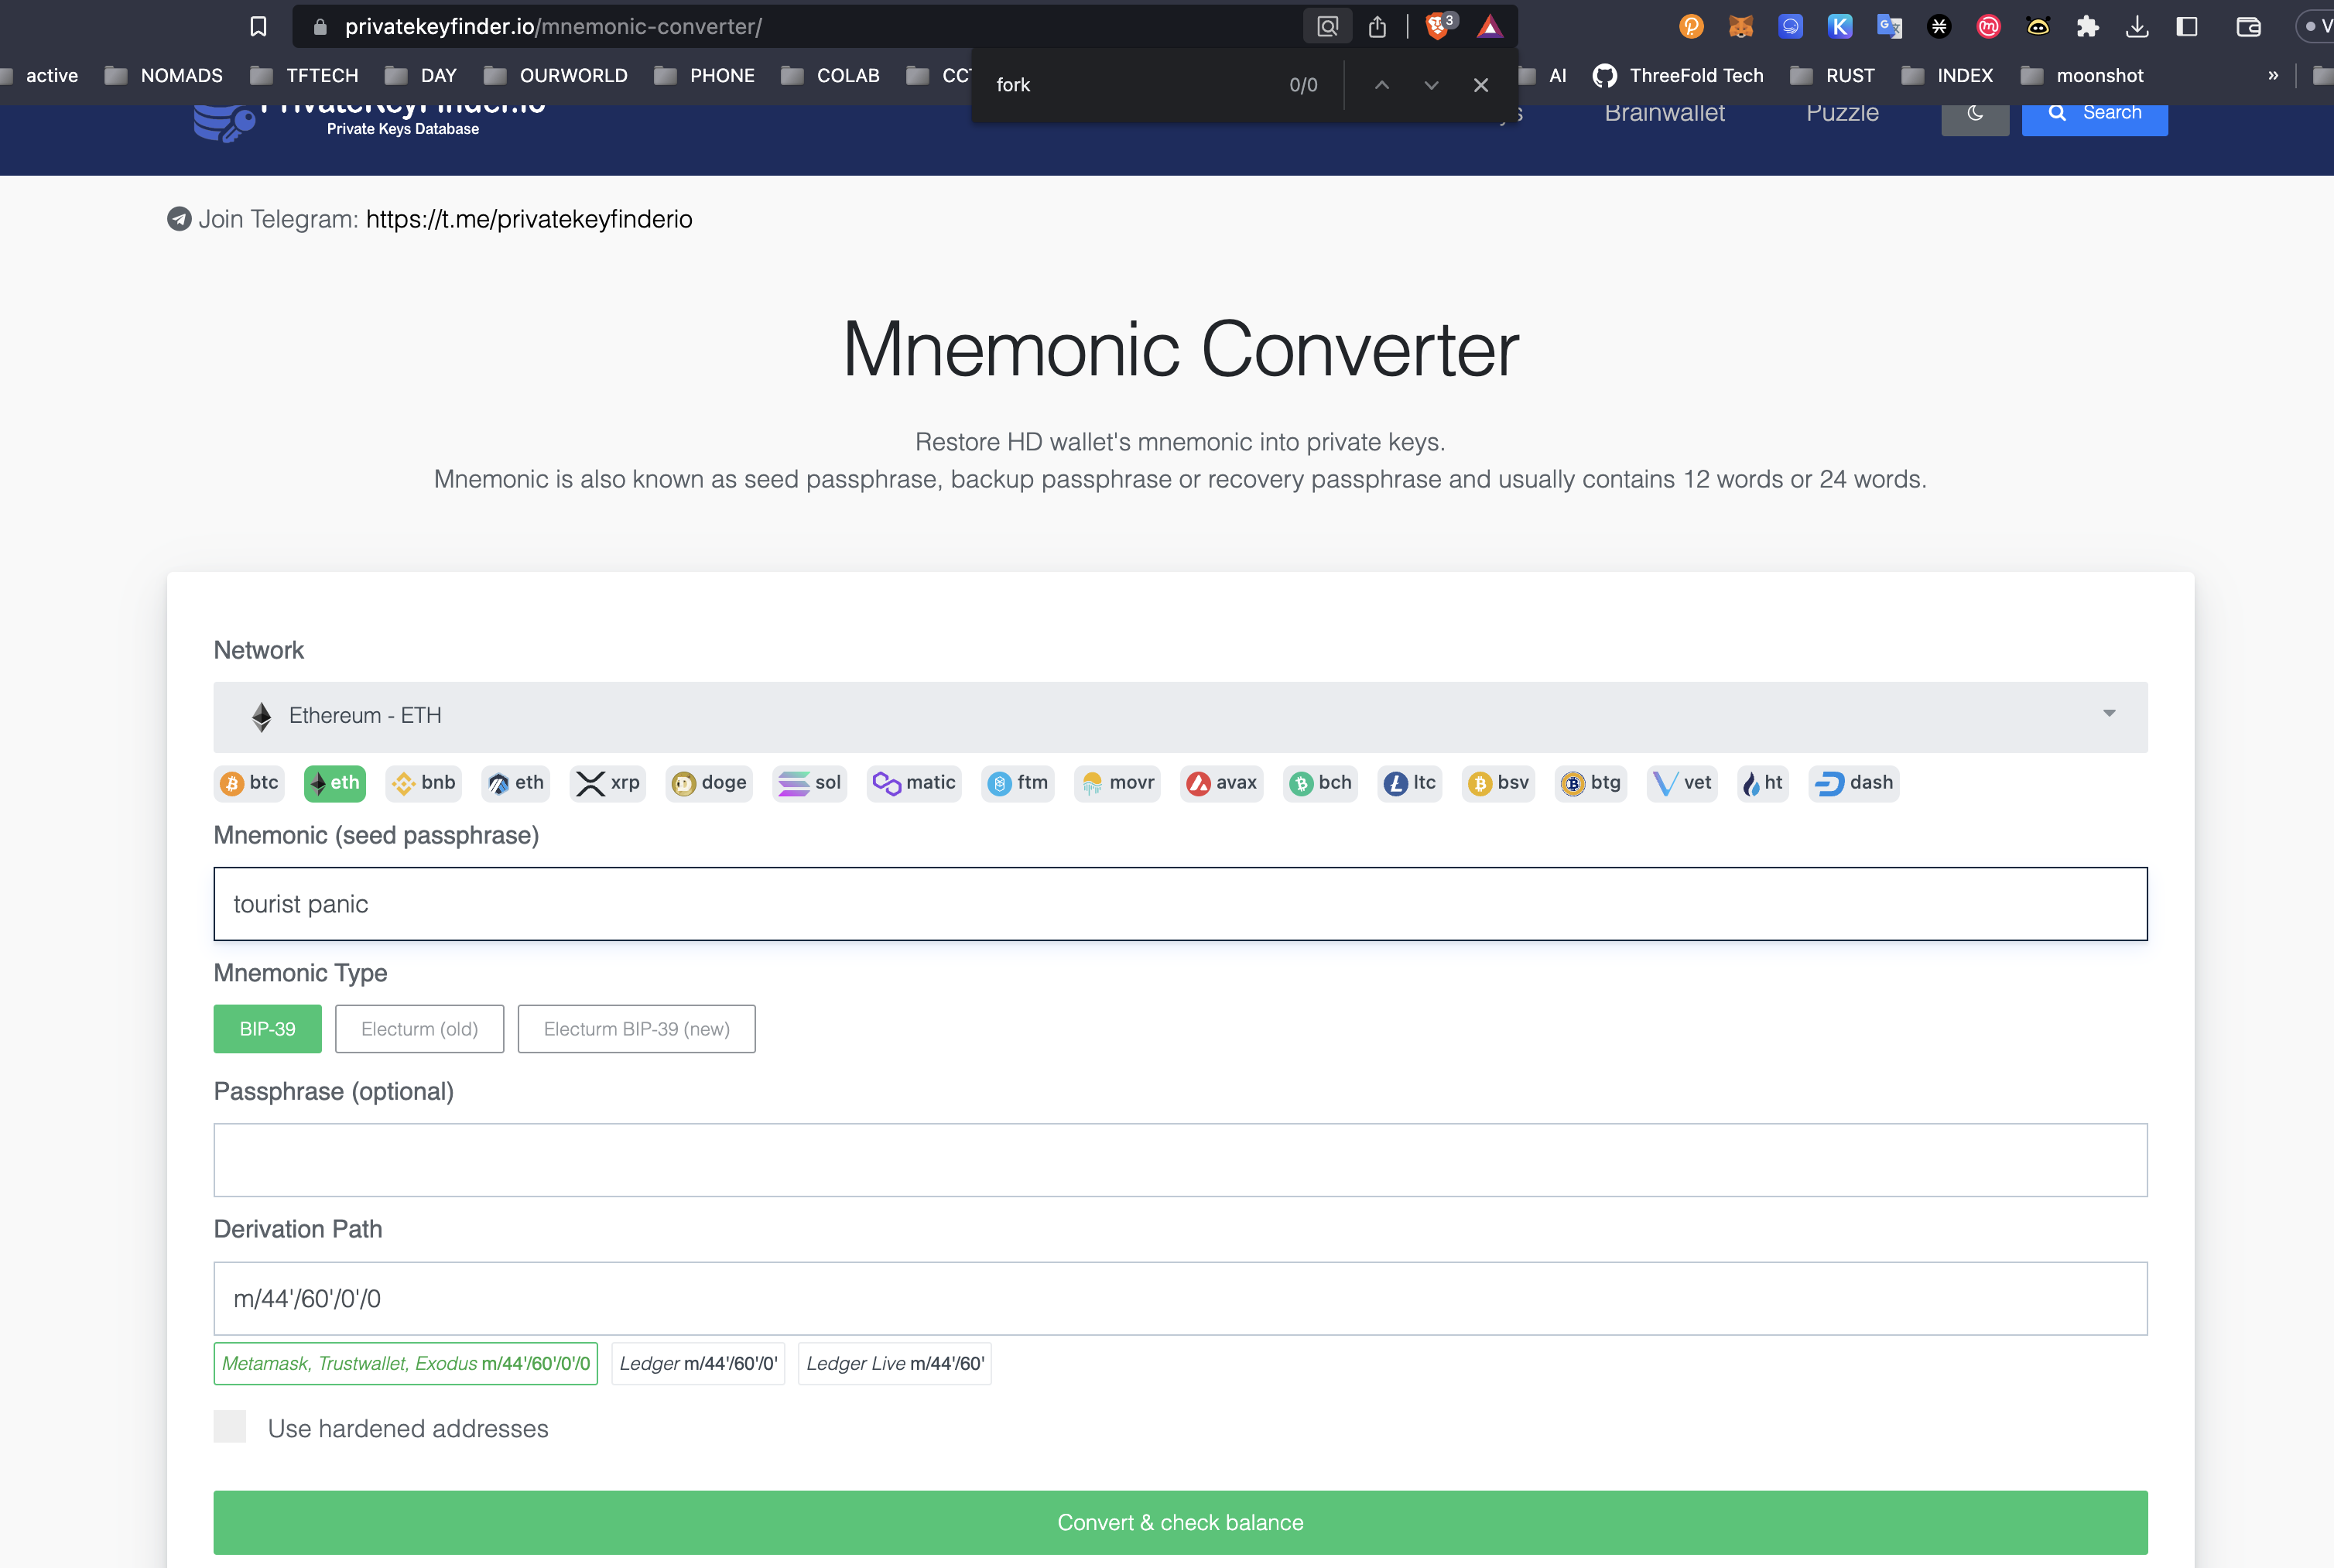 privatekeyfinder.io/mnemonic-converter/
3
active NOMADS TFTECH DAY OURWORLD PHONE COLAB AI ThreeFold Tech RUST INDEX moonshot »
fork 0/0
PrivateKeyFinder.io
Private Keys Database
Brainwallet Puzzle Search
Join Telegram: https://t.me/privatekeyfinderio
Mnemonic Converter
Restore HD wallet's mnemonic into private keys.
Mnemonic is also known as seed passphrase, backup passphrase or recovery passphrase and usually contains 12 words or 24 words.
Network
Ethereum - ETH
btc eth bnb eth xrp doge sol matic ftm movr avax bch ltc bsv btg vet ht dash
Mnemonic (seed passphrase)
tourist panic
Mnemonic Type
BIP-39 Electurm (old) Electurm BIP-39 (new)
Passphrase (optional)
Derivation Path
m/44'/60'/0'/0
Metamask, Trustwallet, Exodus m/44'/60'/0'/0 Ledger m/44'/60'/0' Ledger Live m/44'/60'
Use hardened addresses
Convert & check balance